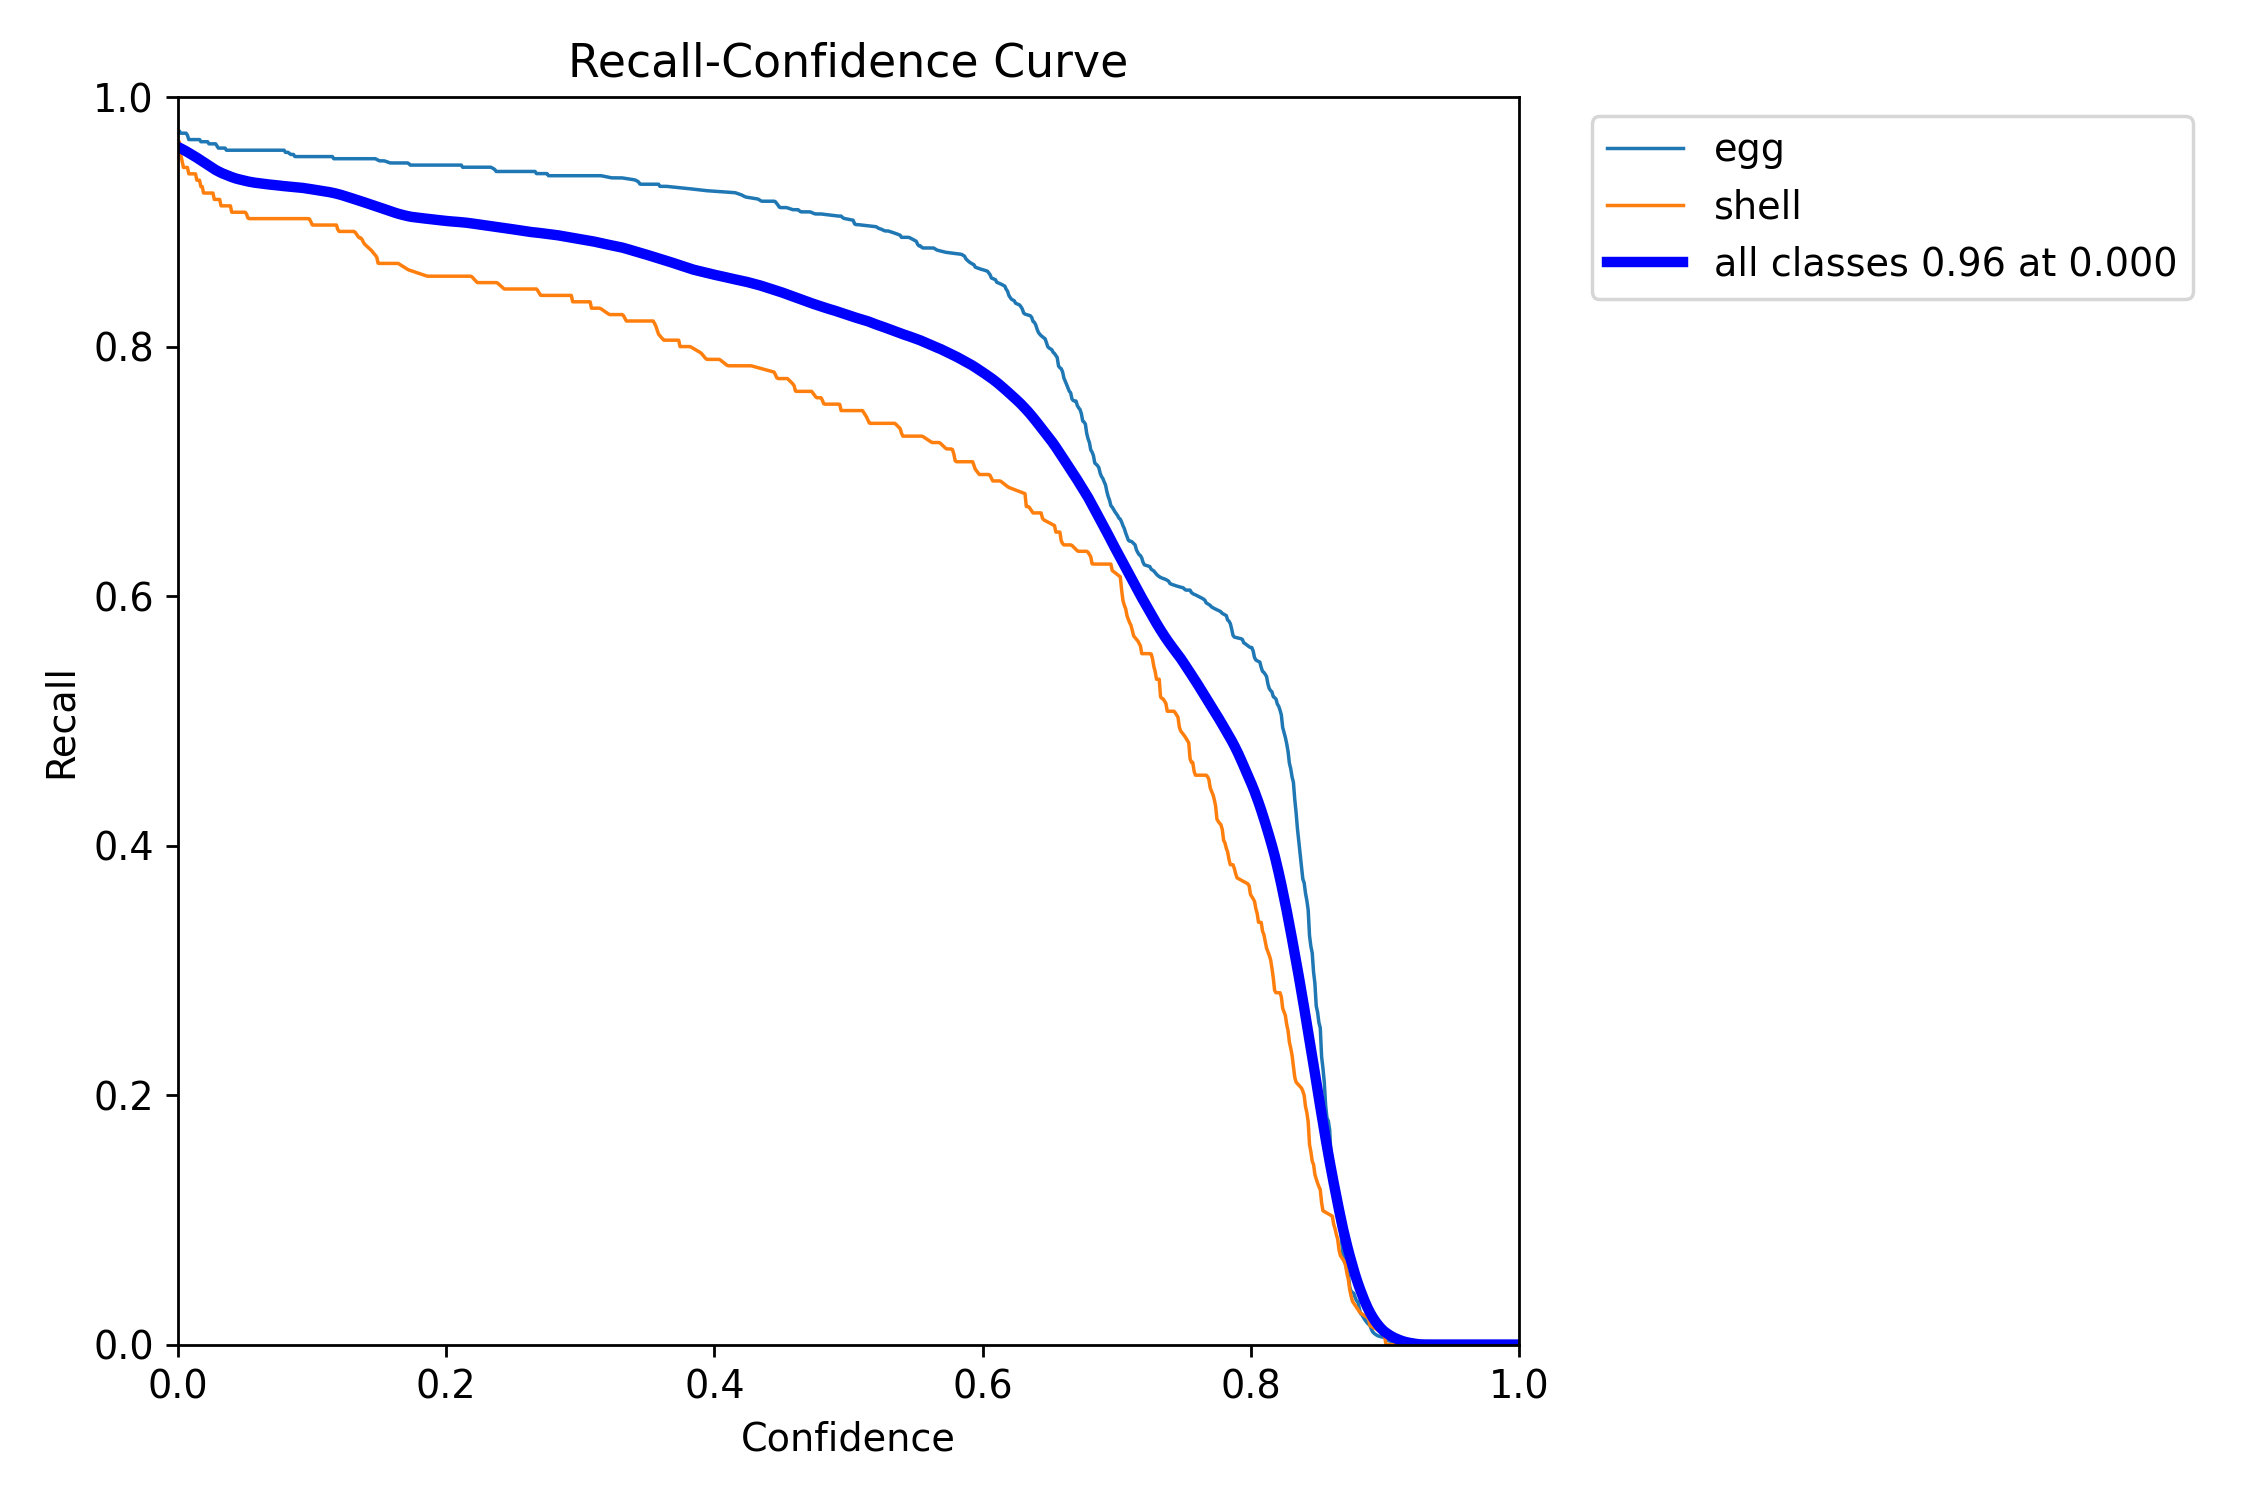 Recall-Confidence Curve
1.0
0.8
0.6
0.4
0.2
0.0
Recall
0.0 0.2 0.4 0.6 0.8 1.0
Confidence
egg
shell
all classes 0.96 at 0.000